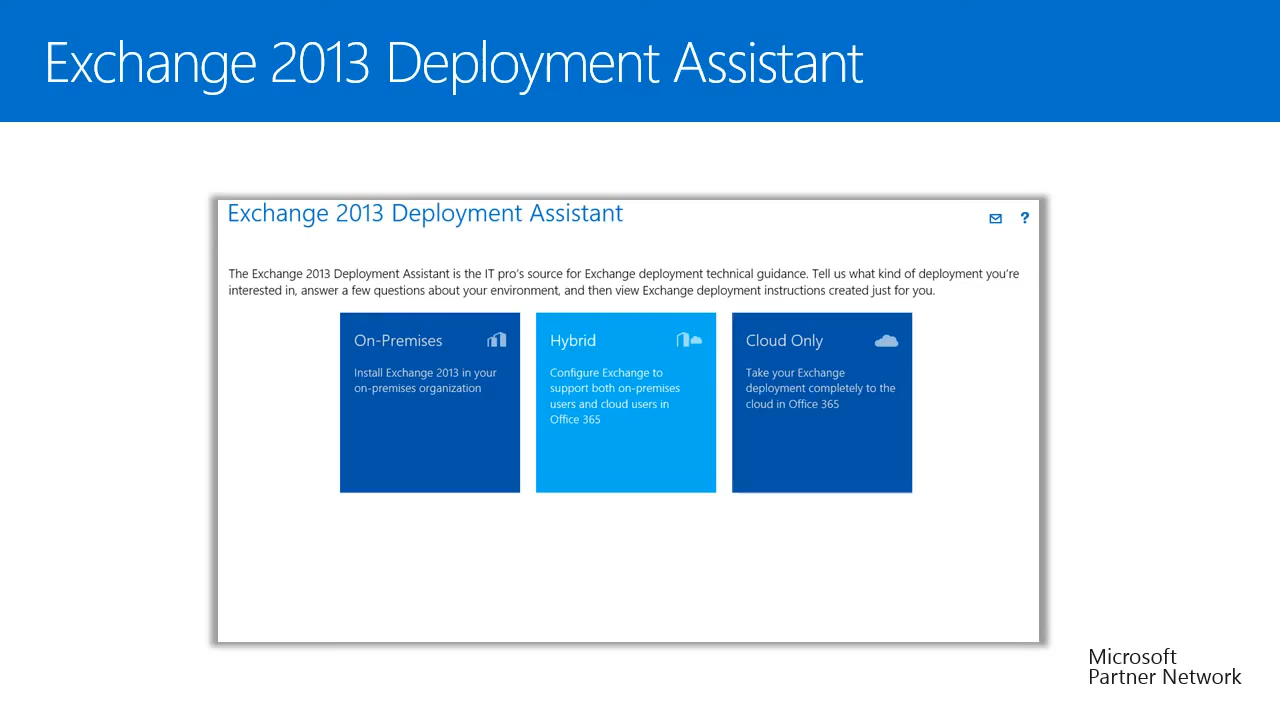 Exchange 2013 Deployment Assistant
Exchange 2013 Deployment Assistant
?
The Exchange 2013 Deployment Assistant is the IT pro's source for Exchange deployment technical guidance. Tell us what kind of deployment you're
interested in, answer a few questions about your environment, and then view Exchange deployment instructions created just for you.
On-Premises
Install Exchange 2013 in your
on-premises organization
Hybrid
Configure Exchange to
support both on-premises
users and cloud users in
Office 365
Cloud Only
Take your Exchange
deployment completely to the
cloud in Office 365
Microsoft
Partner Network